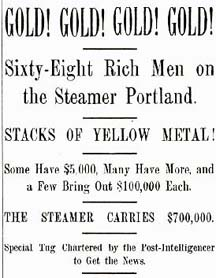 GOLD! GOLD! GOLD! GOLD!
Sixty-Eight Rich Men on
the Steamer Portland.
STACKS OF YELLOW METAL!
Some Have $5,000, Many Have More, and
a Few Bring Out $100,000 Each.
THE STEAMER CARRIES $700,000.
Special Tug Chartered by the Post-Intelligencer
to Get the News.